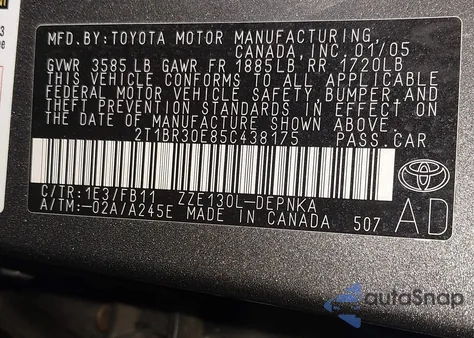 MFD.BY:TOYOTA MOTOR MANUFACTURING,
CANADA, INC. 01/05
GVWR 3585 LB GAWR FR 1885LB RR 1720LB
THIS VEHICLE CONFORMS TO ALL APPLICABLE
FEDERAL MOTOR VEHICLE SAFETY, BUMPER, AND
THEFT PREVENTION STANDARDS IN EFFECT ON
THE DATE OF MANUFACTURE SHOWN ABOVE.
2T1BR30E85C438175 PASS. CAR
C/TR:1E3/FB11 ZZE130L-DEPNKA
A/TM:-02A/A245E MADE IN CANADA 507
AD
autoSnap